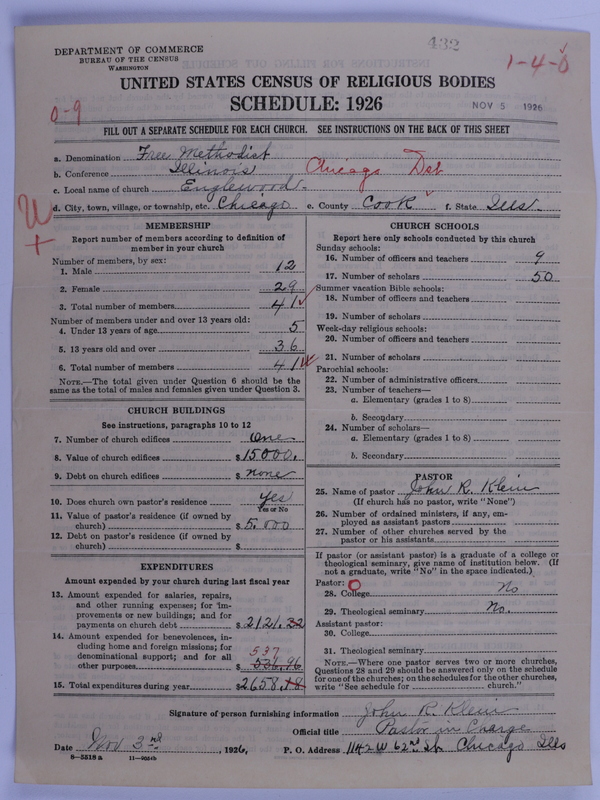 432
DEPARTMENT OF COMMERCE
BUREAU OF THE CENSUS
WASHINGTON
1-4-8
UNITED STATES CENSUS OF RELIGIOUS BODIES
SCHEDULE: 1926
NOV 5 1926
0-9
FILL OUT A SEPARATE SCHEDULE FOR EACH CHURCH. SEE INSTRUCTIONS ON THE BACK OF THIS SHEET
a. Denomination Free Methodist
b. Conference Illinois Chicago Dst
c. Local name of church Englewood
d. City, town, village, or township, etc. Chicago e. County Cook f. State Ills.
MEMBERSHIP
Report number of members according to definition of
member in your church
Number of members, by sex:
1. Male 12
2. Female 29
3. Total number of members 41
Number of members under and over 13 years old:
4. Under 13 years of age 5
5. 13 years old and over 36
6. Total number of members 41
NOTE.—The total given under Question 6 should be the
same as the total of males and females given under Question 3.
CHURCH BUILDINGS
See instructions, paragraphs 10 to 12
7. Number of church edifices One
8. Value of church edifices $15000.
9. Debt on church edifices $ none
10. Does church own pastor's residence Yes
Yes or No
11. Value of pastor's residence (if owned by
church) $5.000
12. Debt on pastor's residence (if owned by
church) $
EXPENDITURES
Amount expended by your church during last fiscal year
13. Amount expended for salaries, repairs,
and other running expenses; for improvements or new buildings; and for
payments on church debt $2121.32
14. Amount expended for benevolences, including home and foreign missions; for
denominational support; and for all
537
other purposes $ 536.96
15. Total expenditures during year $2658.18
CHURCH SCHOOLS
Report here only schools conducted by this church
Sunday schools:
16. Number of officers and teachers 9
17. Number of scholars 50
Summer vacation Bible schools:
18. Number of officers and teachers
19. Number of scholars
Week-day religious schools:
20. Number of officers and teachers
21. Number of scholars
Parochial schools:
22. Number of administrative officers
23. Number of teachers—
a. Elementary (grades 1 to 8)
b. Secondary
24. Number of scholars—
a. Elementary (grades 1 to 8)
b. Secondary
PASTOR
25. Name of pastor John R. Klein
(If church has no pastor, write "None")
26. Number of ordained ministers, if any, employed as assistant pastors
27. Number of other churches served by the
pastor or his assistants
If pastor (or assistant pastor) is a graduate of a college or
theological seminary, give name of institution below. (If
not a graduate, write "No" in the space indicated.)
Pastor: O
28. College No
29. Theological seminary No.
Assistant pastor:
30. College
31. Theological seminary
NOTE.—Where one pastor serves two or more churches,
Questions 28 and 29 should be answered only on the schedule
for one of the churches; on the schedules for the other churches,
write "See schedule for church."
Signature of person furnishing information John R Klein
Official title Pastor in Charge
Date Nov 3rd, 1926, P. O. Address 1142 W 62nd St. Chicago Ills
8-5518 a 11-9054b